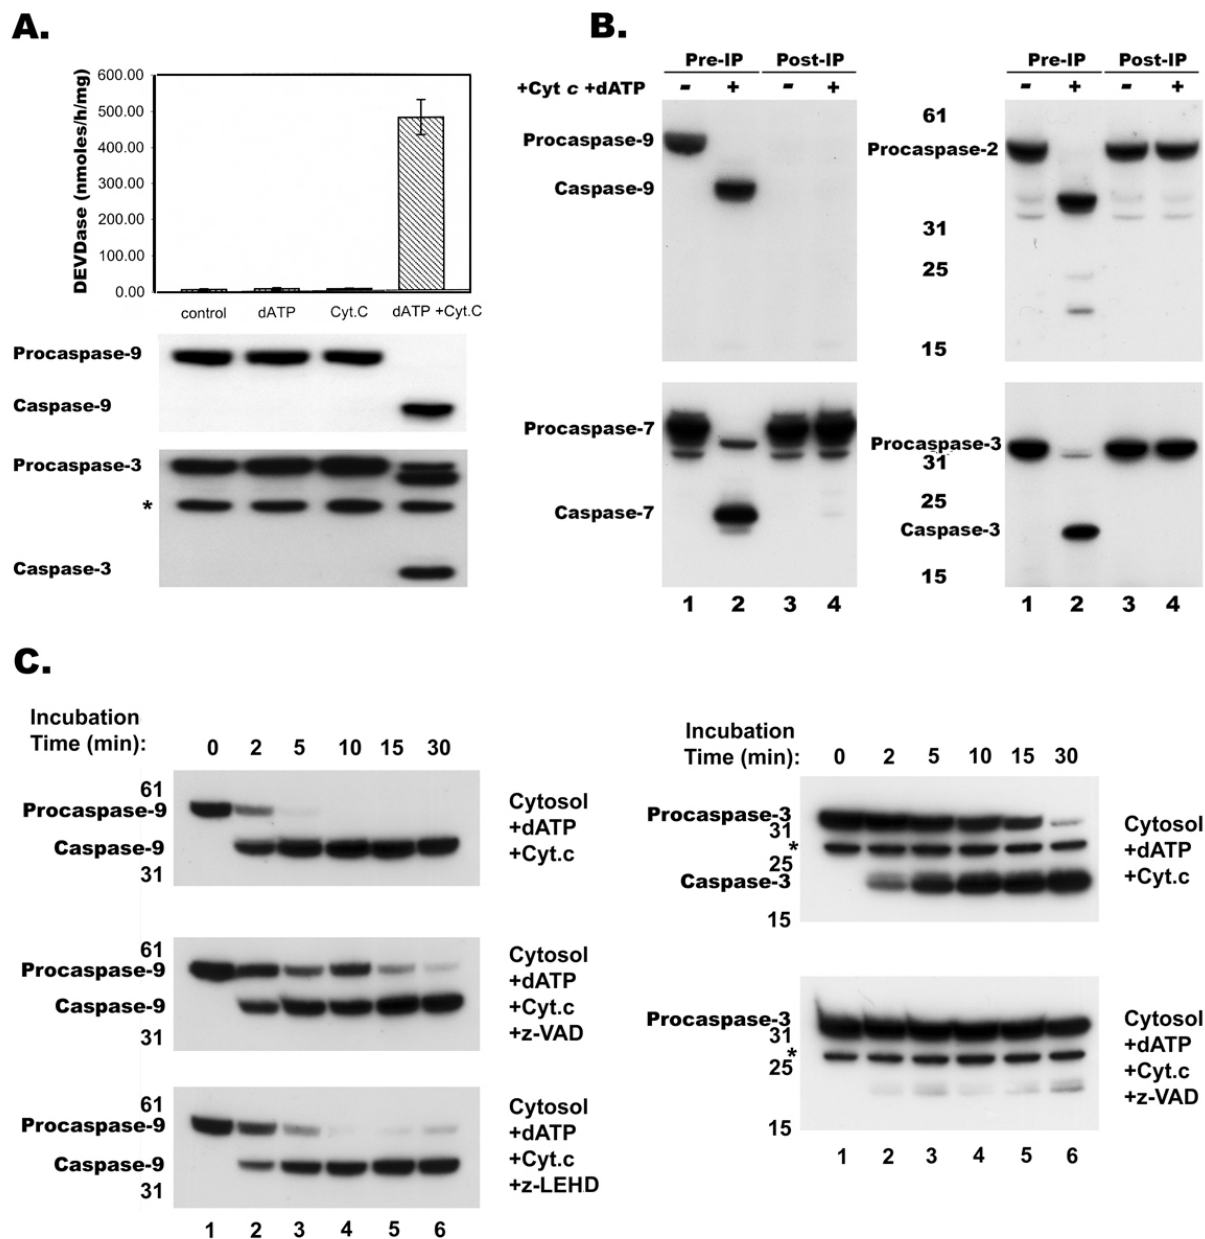 A.
600.00
500.00
400.00
300.00
200.00
100.00
0.00
DEVDase (nmoles/h/mg)
control dATP Cyt.C dATP +Cyt.C
Procaspase-9
Caspase-9
Procaspase-3
*
Caspase-3
B.
Pre-IP Post-IP Pre-IP Post-IP
+Cyt c +dATP - + - + - + - +
61
Procaspase-9 Procaspase-2
Caspase-9
31
25
15
Procaspase-7 Procaspase-3
31
25
Caspase-7 Caspase-3
15
1 2 3 4 1 2 3 4
C.
Incubation
Time (min): 0 2 5 10 15 30
61
Procaspase-9
Caspase-9
31
Cytosol
+dATP
+Cyt.c
61
Procaspase-9
Caspase-9
31
Cytosol
+dATP
+Cyt.c
+z-VAD
61
Procaspase-9
Caspase-9
31
Cytosol
+dATP
+Cyt.c
+z-LEHD
1 2 3 4 5 6
Incubation
Time (min): 0 2 5 10 15 30
Procaspase-3
31
*
25
Caspase-3
15
Cytosol
+dATP
+Cyt.c
Procaspase-3
31
*
25
15
Cytosol
+dATP
+Cyt.c
+z-VAD
1 2 3 4 5 6